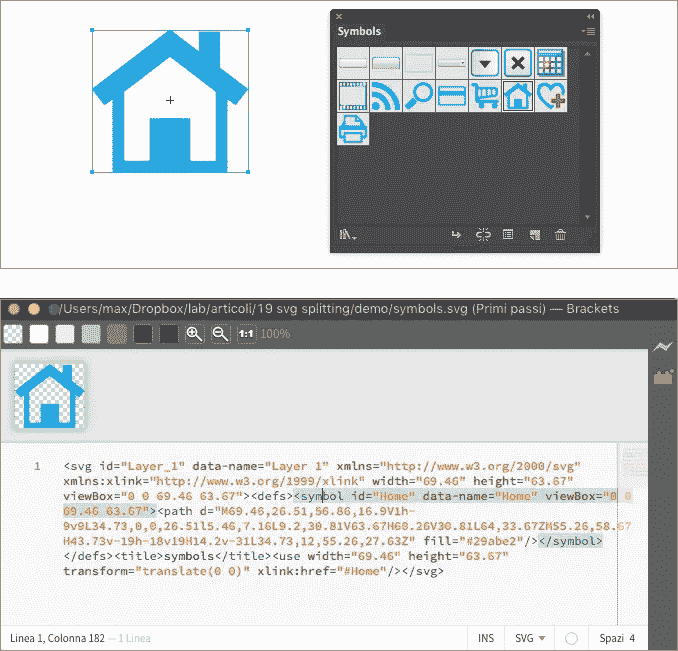 Symbols
/Users/max/Dropbox/lab/articoli/19 svg splitting/demo/symbols.svg (Primi passi) — Brackets
1:1 100%
1 <svg id="Layer_1" data-name="Layer 1" xmlns="http://www.w3.org/2000/svg"
xmlns:xlink="http://www.w3.org/1999/xlink" width="69.46" height="63.67"
viewBox="0 0 69.46 63.67"><defs><symbol id="Home" data-name="Home" viewBox="0 0
69.46 63.67"><path d="M69.46,26.51,56.86,16.9V1h-
9v9L34.73,0,0,26.51l5.46,7.16L9.2,30.81V63.67H60.26V30.81L64,33.67ZM55.26,58.67
H43.73v-19h-18v19H14.2v-31L34.73,12,55.26,27.63Z" fill="#29abe2"/></symbol>
</defs><title>symbols</title><use width="69.46" height="63.67"
transform="translate(0 0)" xlink:href="#Home"/></svg>
Linea 1, Colonna 182 — 1 Linea
INS SVG Spazi 4